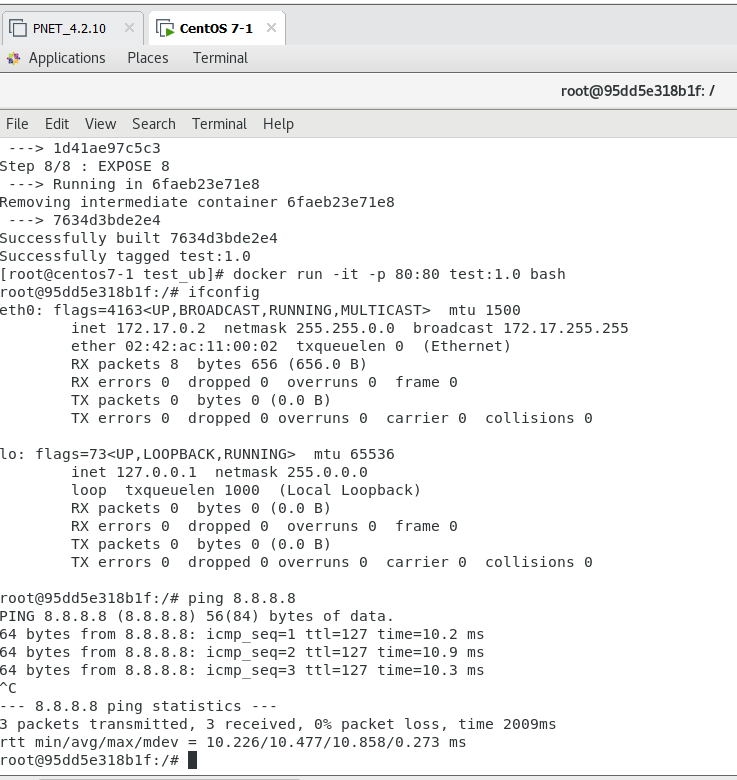 PNET_4.2.10 × CentOS 7-1 ×
Applications Places Terminal
root@95dd5e318b1f: /
File Edit View Search Terminal Help
---> 1d41ae97c5c3
Step 8/8 : EXPOSE 8
---> Running in 6faeb23e71e8
Removing intermediate container 6faeb23e71e8
---> 7634d3bde2e4
Successfully built 7634d3bde2e4
Successfully tagged test:1.0
[root@centos7-1 test_ub]# docker run -it -p 80:80 test:1.0 bash
root@95dd5e318b1f:/# ifconfig
eth0: flags=4163<UP,BROADCAST,RUNNING,MULTICAST>  mtu 1500
        inet 172.17.0.2  netmask 255.255.0.0  broadcast 172.17.255.255
        ether 02:42:ac:11:00:02  txqueuelen 0  (Ethernet)
        RX packets 8  bytes 656 (656.0 B)
        RX errors 0  dropped 0  overruns 0  frame 0
        TX packets 0  bytes 0 (0.0 B)
        TX errors 0  dropped 0 overruns 0  carrier 0  collisions 0
lo: flags=73<UP,LOOPBACK,RUNNING>  mtu 65536
        inet 127.0.0.1  netmask 255.0.0.0
        loop  txqueuelen 1000  (Local Loopback)
        RX packets 0  bytes 0 (0.0 B)
        RX errors 0  dropped 0  overruns 0  frame 0
        TX packets 0  bytes 0 (0.0 B)
        TX errors 0  dropped 0 overruns 0  carrier 0  collisions 0
root@95dd5e318b1f:/# ping 8.8.8.8
PING 8.8.8.8 (8.8.8.8) 56(84) bytes of data.
64 bytes from 8.8.8.8: icmp_seq=1 ttl=127 time=10.2 ms
64 bytes from 8.8.8.8: icmp_seq=2 ttl=127 time=10.9 ms
64 bytes from 8.8.8.8: icmp_seq=3 ttl=127 time=10.3 ms
^C
--- 8.8.8.8 ping statistics ---
3 packets transmitted, 3 received, 0% packet loss, time 2009ms
rtt min/avg/max/mdev = 10.226/10.477/10.858/0.273 ms
root@95dd5e318b1f:/#